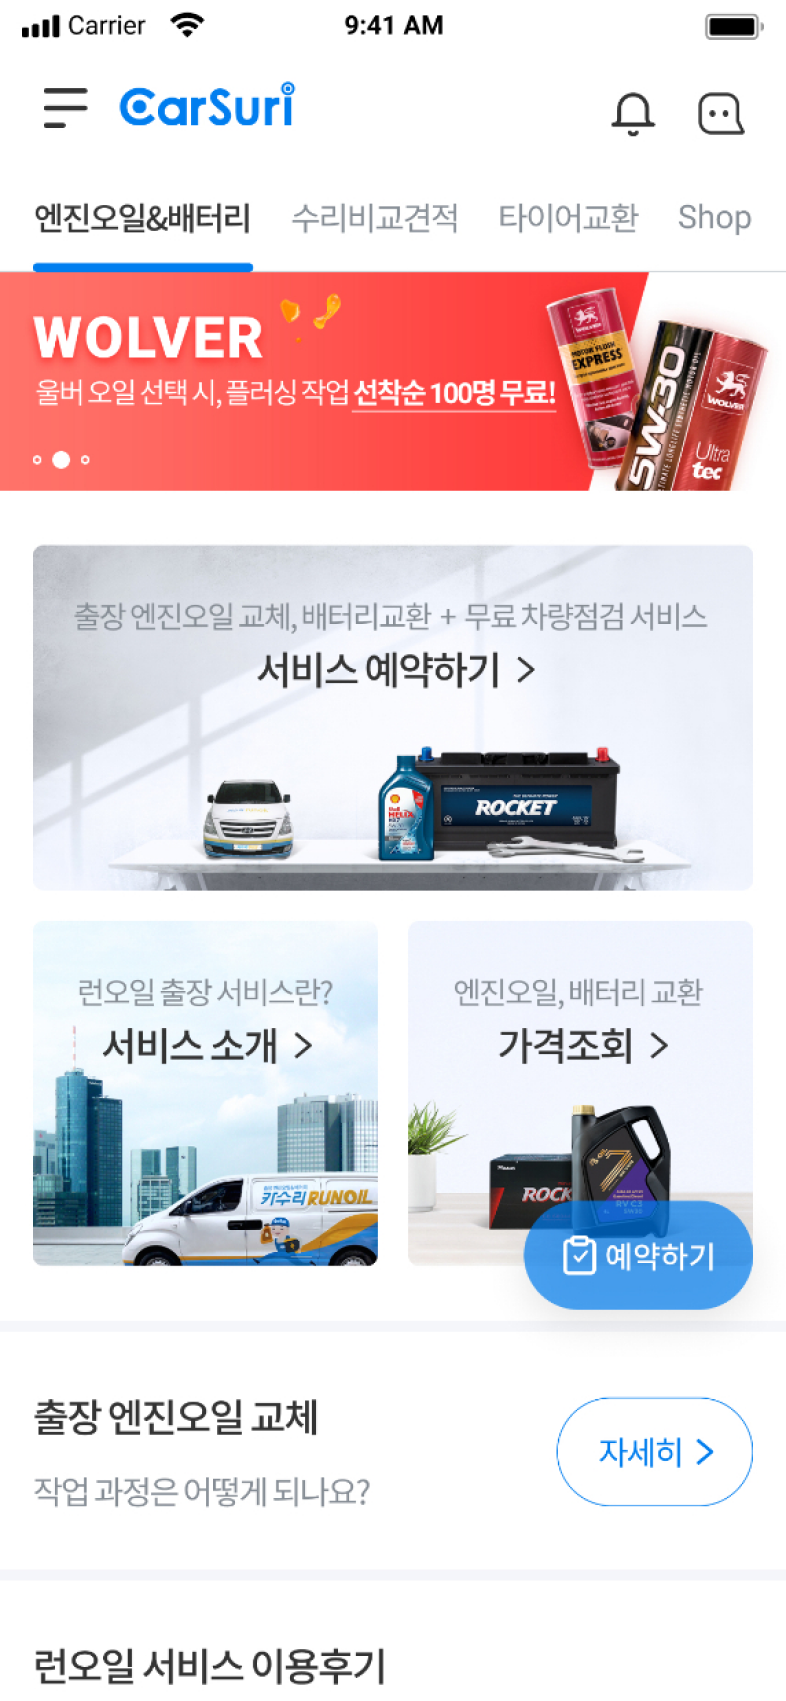 Carrier 9:41 AM
CarSuri
엔진오일&배터리 수리비교견적 타이어교환 Shop
WOLVER
울버 오일 선택 시, 플러싱 작업 선착순 100명 무료!
WOLVER
MOTOR FLUSH
EXPRESS
5W-30
WOLVER
Ultra
tec
출장 엔진오일 교체, 배터리교환 + 무료 차량점검 서비스
서비스 예약하기 >
Shell
HELIX
ROCKET
런오일 출장 서비스란?
서비스 소개 >
카수리 RUNOIL
엔진오일, 배터리 교환
가격조회 >
ROCK
7
RV C3
예약하기
출장 엔진오일 교체
작업 과정은 어떻게 되나요?
자세히 >
런오일 서비스 이용후기